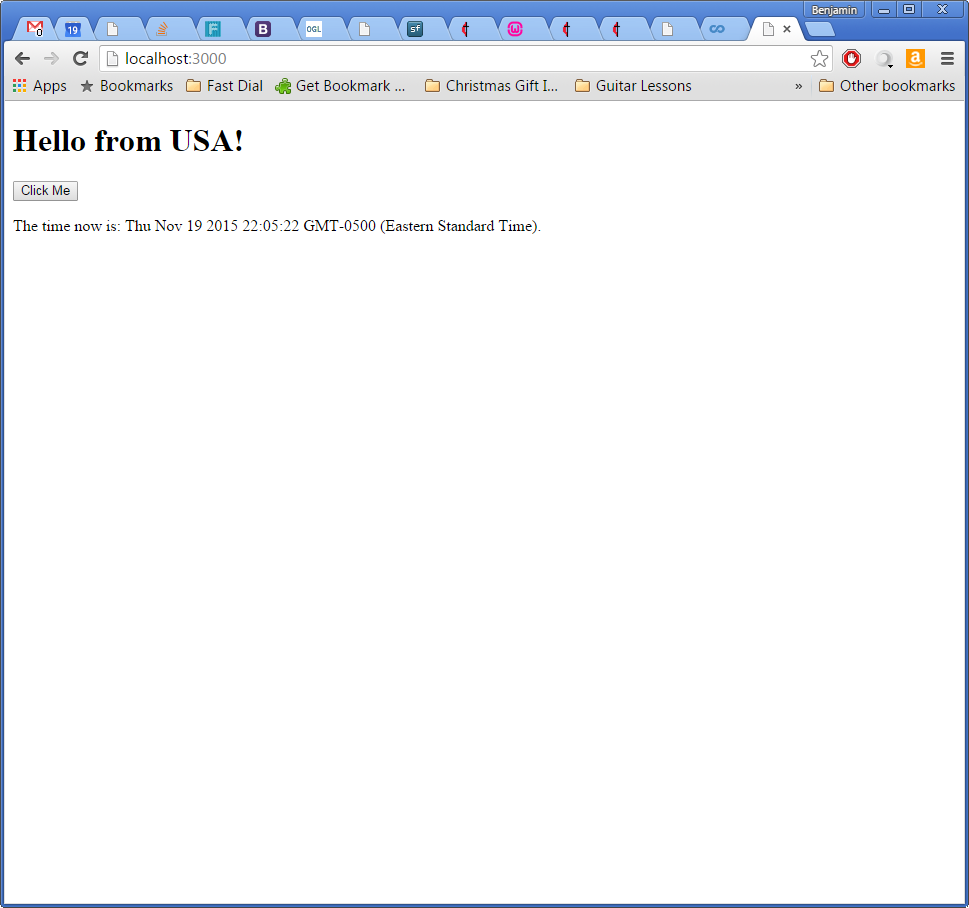 Benjamin
0
19
F
B
OGL
sf
localhost:3000
a
Apps
Bookmarks
Fast Dial
Get Bookmark ...
Christmas Gift I...
Guitar Lessons
»
Other bookmarks
Hello from USA!
Click Me
The time now is: Thu Nov 19 2015 22:05:22 GMT-0500 (Eastern Standard Time).